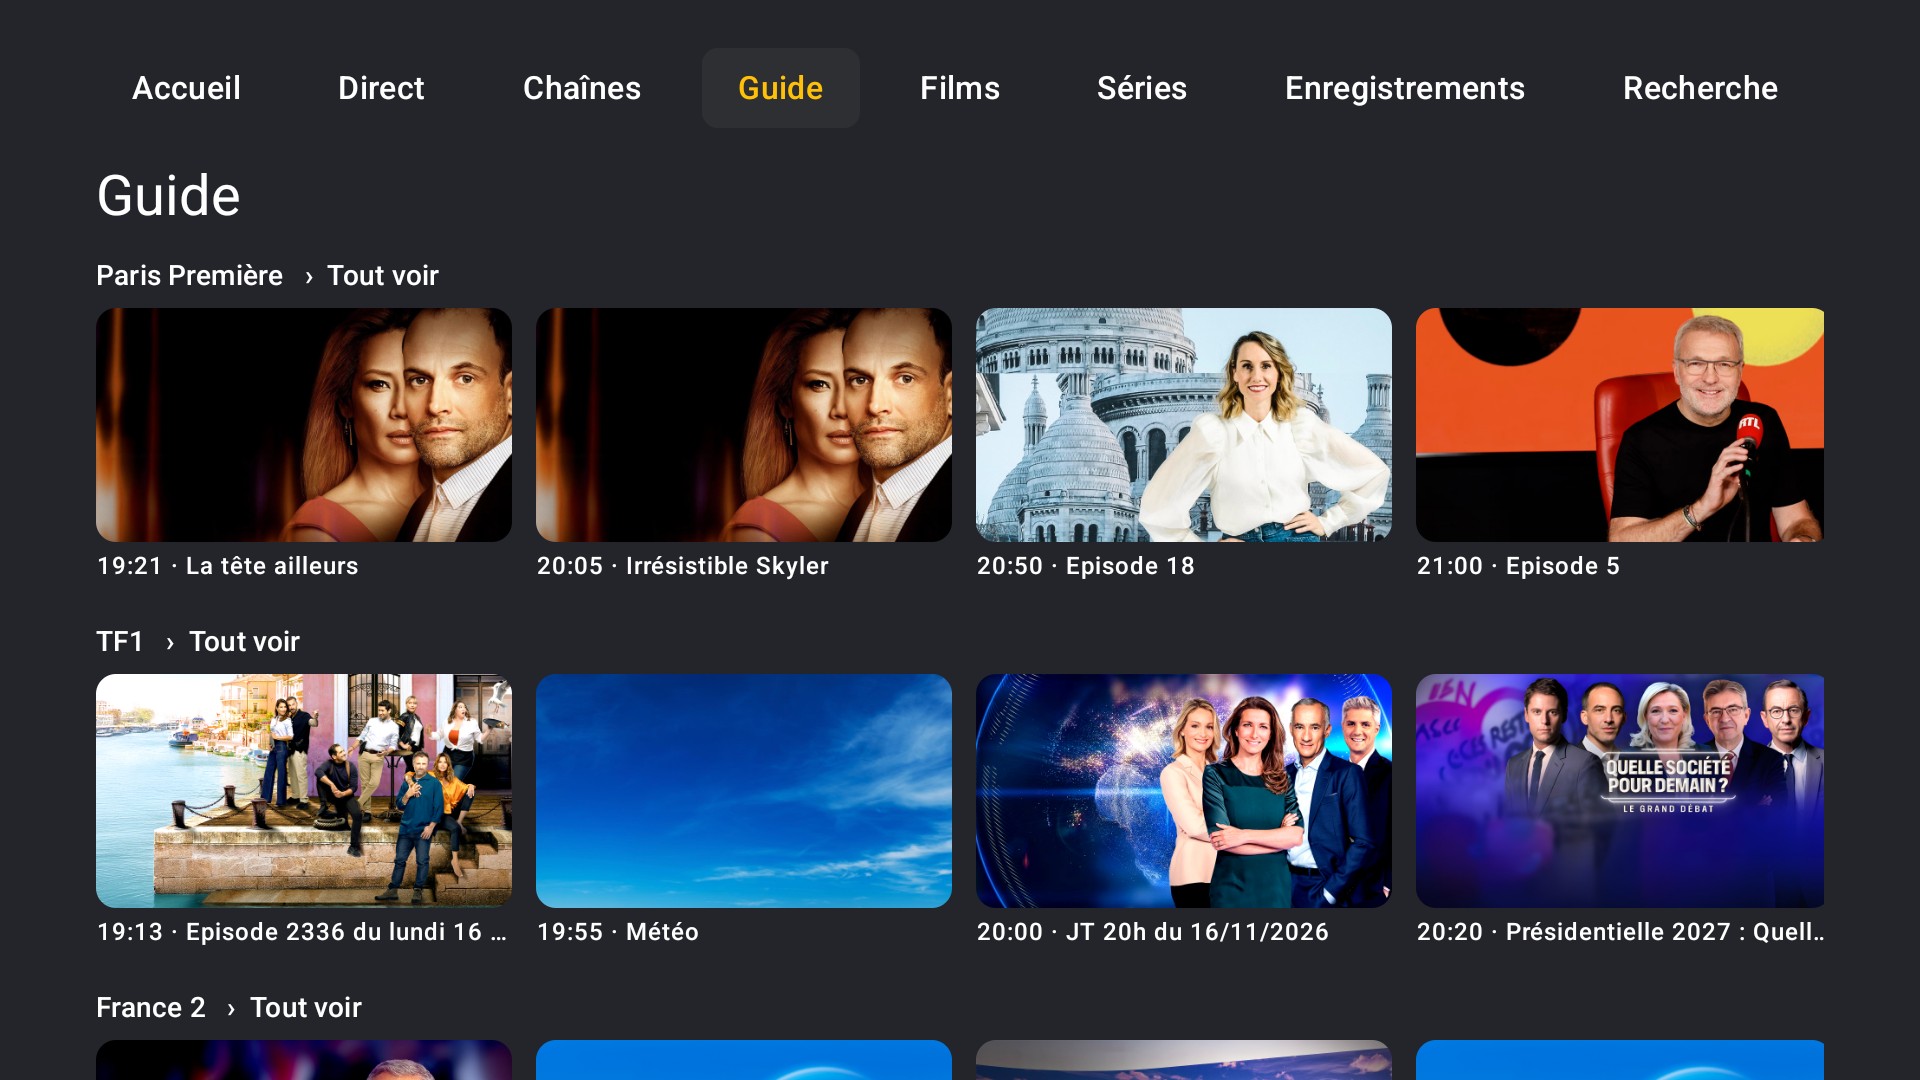 Accueil
Direct
Chaînes
Guide
Films
Séries
Enregistrements
Recherche
Guide
Paris Première › Tout voir
RTL
19:21 · La tête ailleurs
20:05 · Irrésistible Skyler
20:50 · Episode 18
21:00 · Episode 5
TF1 › Tout voir
QUELLE SOCIÉTÉ
POUR DEMAIN ?
LE GRAND DÉBAT
19:13 · Episode 2336 du lundi 16 …
19:55 · Météo
20:00 · JT 20h du 16/11/2026
20:20 · Présidentielle 2027 : Quell…
France 2 › Tout voir